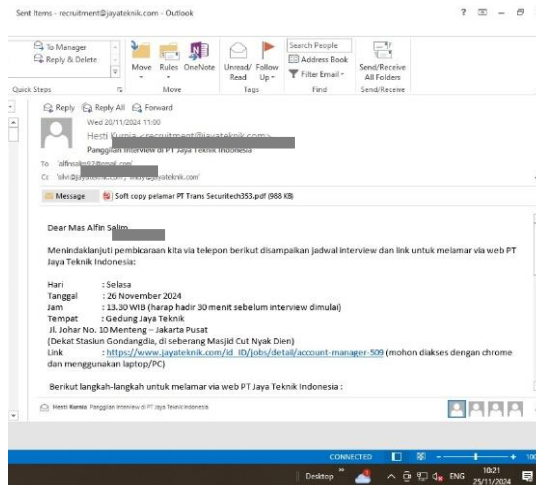 Sent Items - recruitment@jayateknik.com - Outlook
To Manager
Reply & Delete
Quick Steps
Move
Rules
OneNote
Move
Unread/ Read
Follow Up
Tags
Search People
Address Book
Filter Email
Find
Send/Receive All Folders
Send/Receive
Reply Reply All Forward
Wed 20/11/2024 11:00
Hesti Kurnia
Panggilan Interview di PT Jaya Teknik Indonesia
To
Cc
Message Soft copy pelamar PT Trans Securitech353.pdf (988 KB)
Dear Mas Alfin Salim
Menindaklanjuti pembicaraan kita via telepon berikut disampaikan jadwal interview dan link untuk melamar via web PT
Jaya Teknik Indonesia:
Hari : Selasa
Tanggal : 26 November 2024
Jam : 13.30 WIB (harap hadir 30 menit sebelum interview dimulai)
Tempat : Gedung Jaya Teknik
Jl. Johar No. 10 Menteng – Jakarta Pusat
(Dekat Stasiun Gondangdia, di seberang Masjid Cut Nyak Dien)
Link : https://www.jayateknik.com/id_ID/jobs/detail/account-manager-509 (mohon diakses dengan chrome
dan menggunakan laptop/PC)
Berikut langkah-langkah untuk melamar via web PT Jaya Teknik Indonesia :
Hesti Kurnia Panggilan Interview di PT Jaya Teknik Indonesia
CONNECTED
100
Desktop
ENG
10:21
25/11/2024